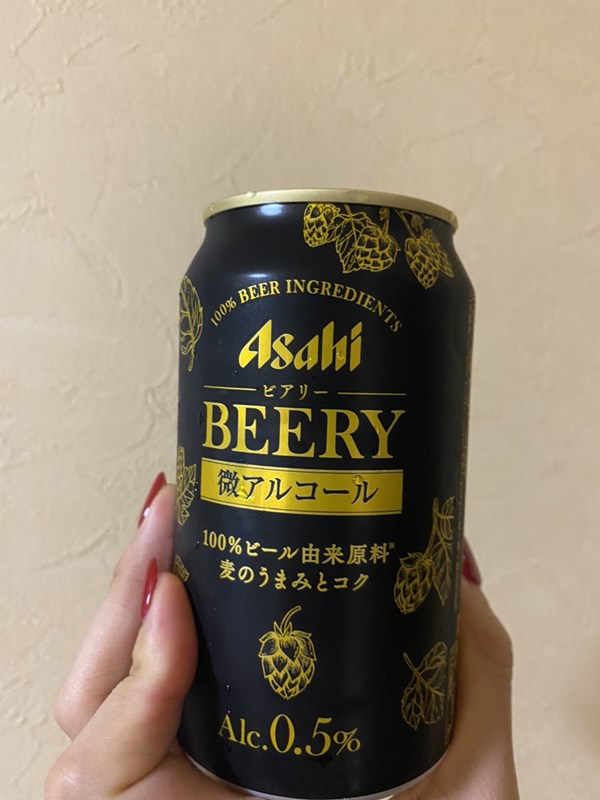 100% BEER INGREDIENTS
Asahi
ビアリー
BEERY
微アルコール
100%ビール由来原料※
麦のうまみとコク
Alc.0.5%